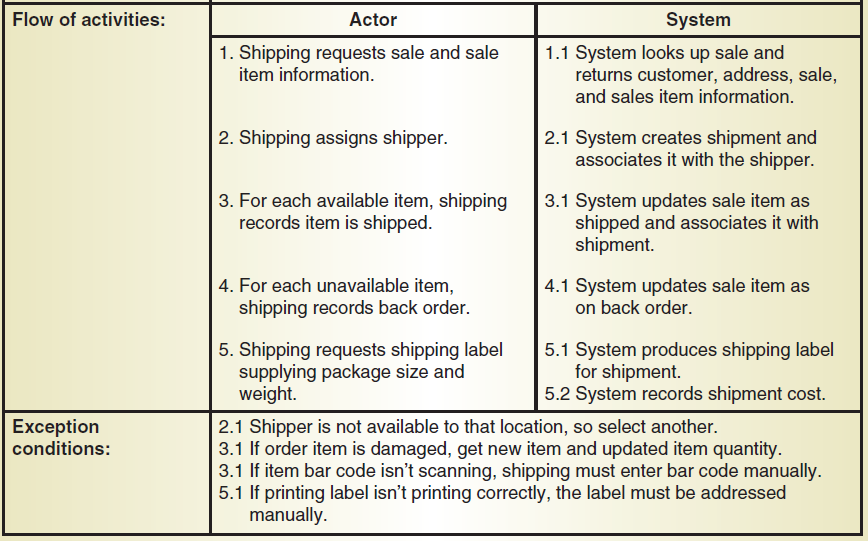 Flow of activities:
Actor
System
1. Shipping requests sale and sale
item information.
1.1 System looks up sale and
returns customer, address, sale,
and sales item information.
2. Shipping assigns shipper.
2.1 System creates shipment and
associates it with the shipper.
3. For each available item, shipping
records item is shipped.
3.1 System updates sale item as
shipped and associates it with
shipment.
4. For each unavailable item,
shipping records back order.
4.1 System updates sale item as
on back order.
5. Shipping requests shipping label
supplying package size and
weight.
5.1 System produces shipping label
for shipment.
5.2 System records shipment cost.
Exception
conditions:
2.1 Shipper is not available to that location, so select another.
3.1 If order item is damaged, get new item and updated item quantity.
3.1 If item bar code isn't scanning, shipping must enter bar code manually.
5.1 If printing label isn't printing correctly, the label must be addressed
manually.